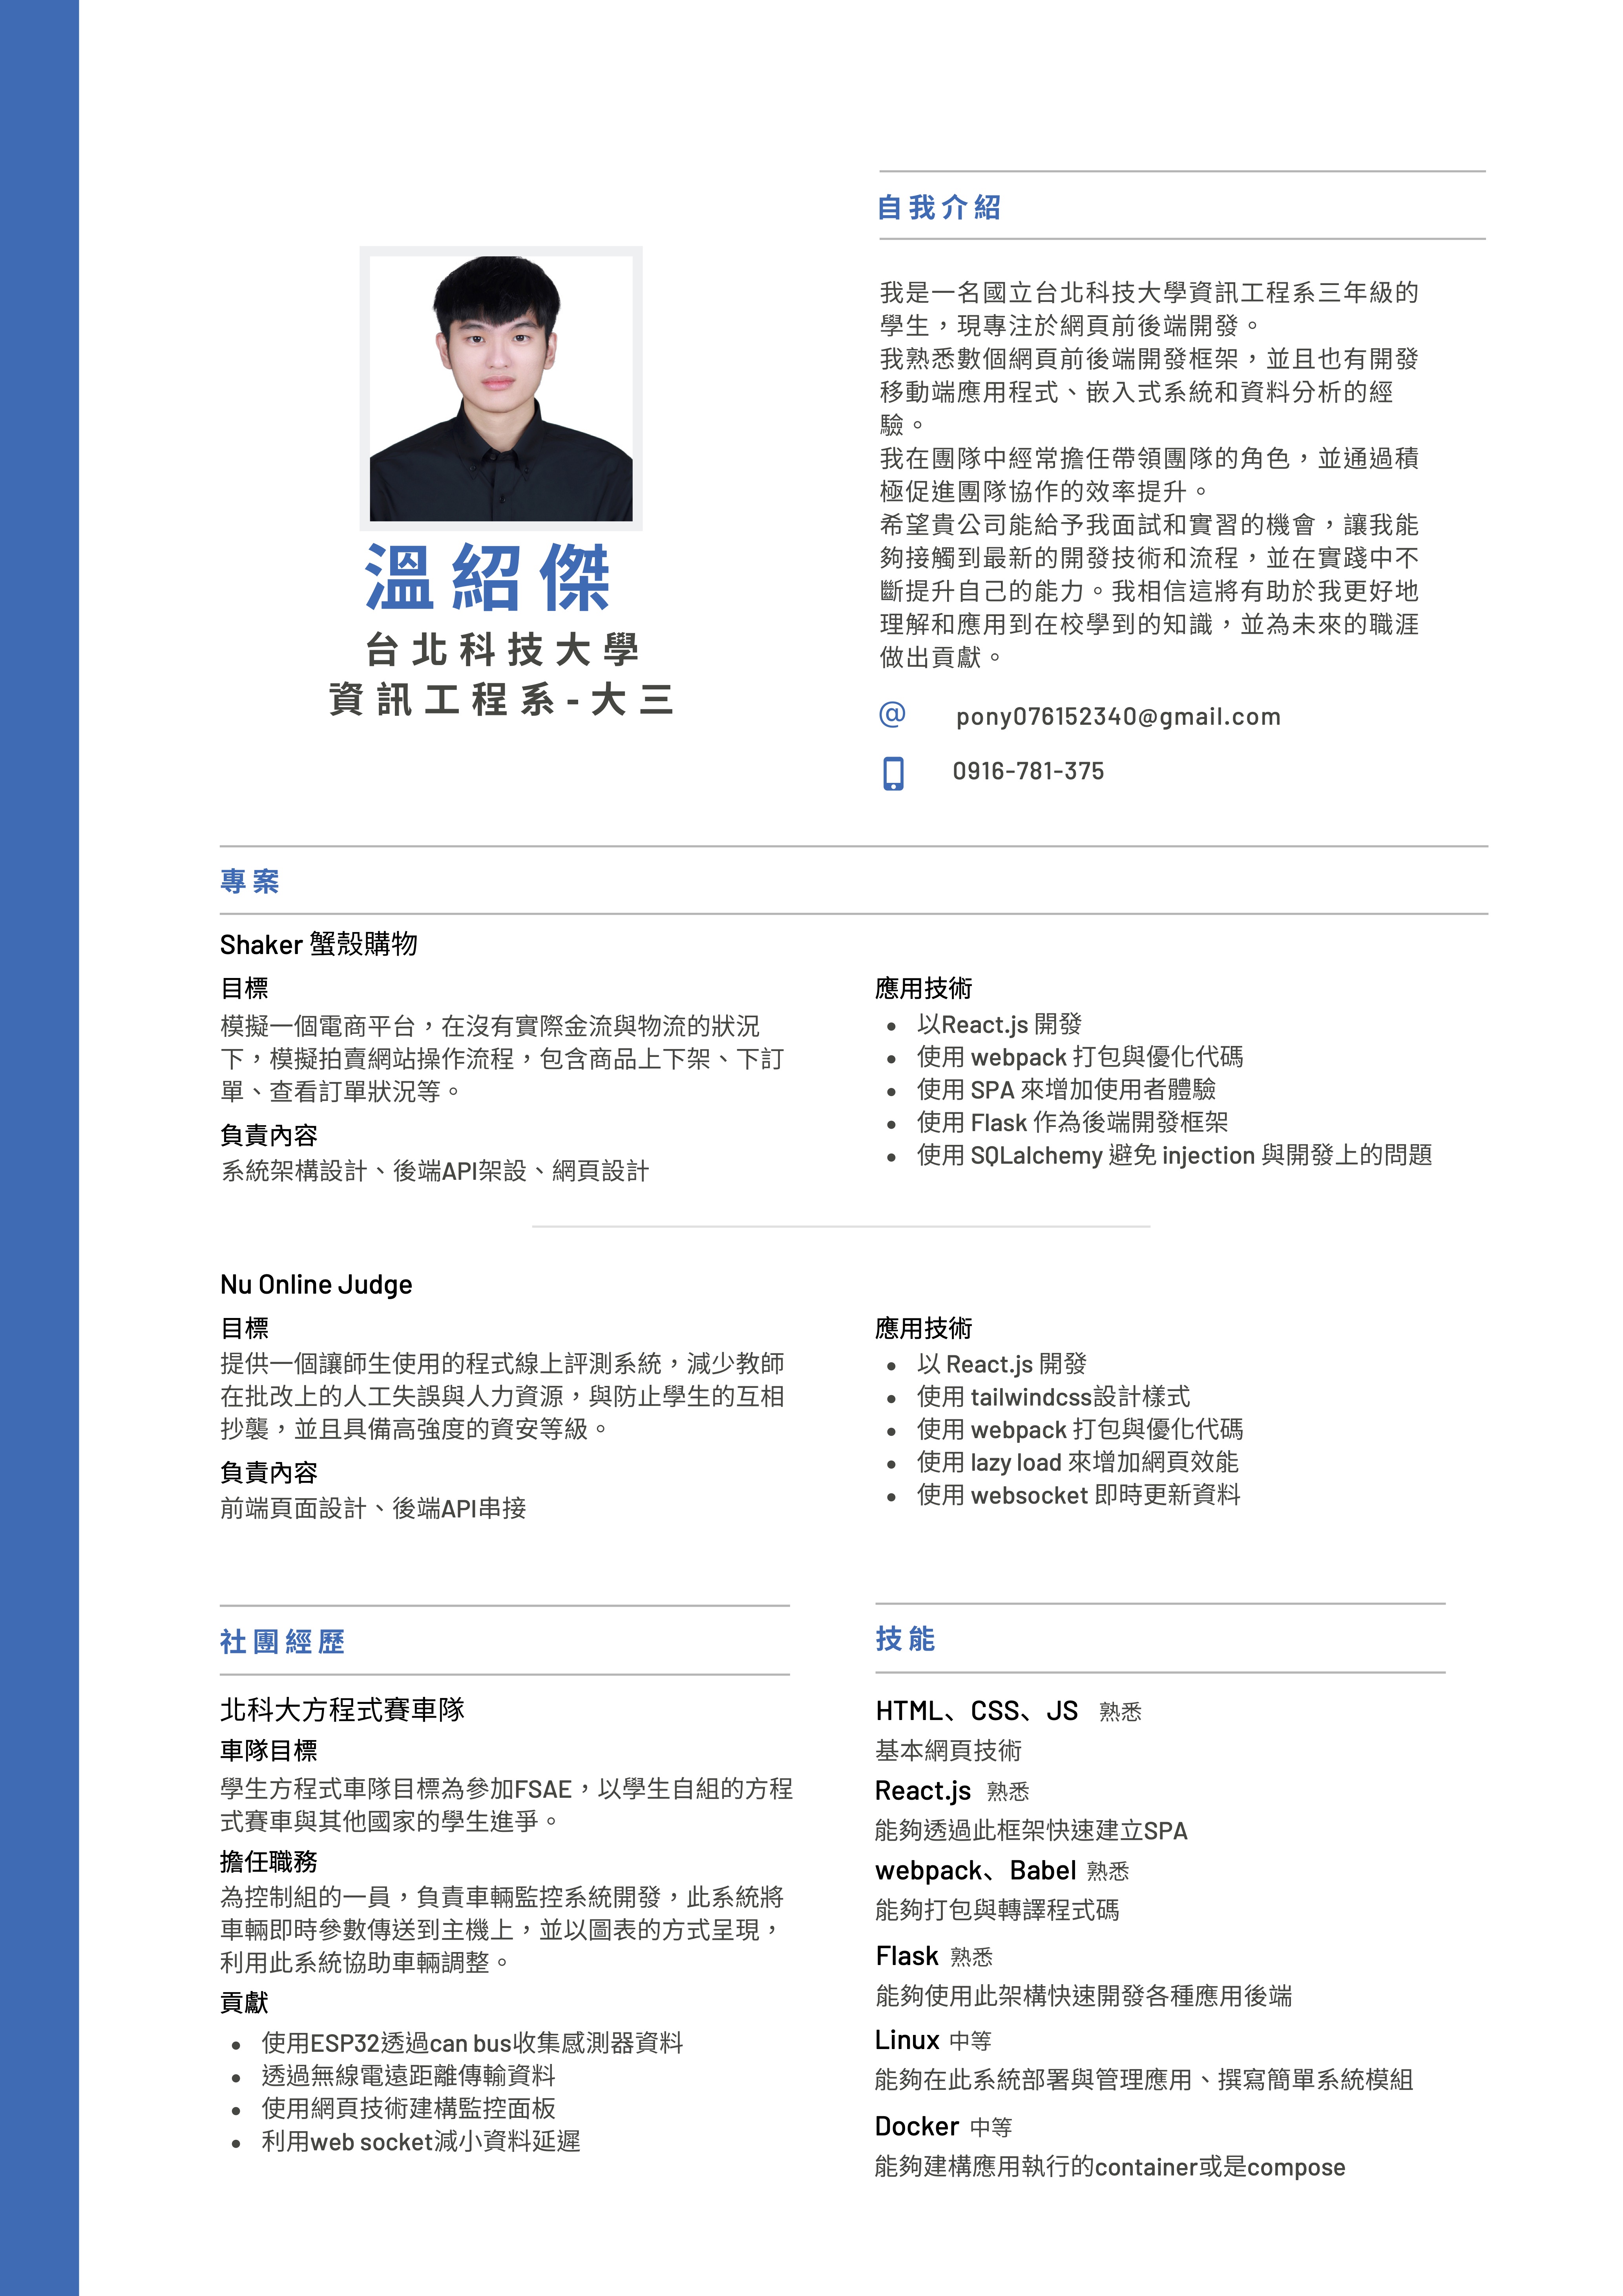 溫紹傑
台北科技大學
資訊工程系-大三
自我介紹
我是一名國立台北科技大學資訊工程系三年級的
學生，現專注於網頁前後端開發。
我熟悉數個網頁前後端開發框架，並且也有開發
移動端應用程式、嵌入式系統和資料分析的經
驗。
我在團隊中經常擔任帶領團隊的角色，並通過積
極促進團隊協作的效率提升。
希望貴公司能給予我面試和實習的機會，讓我能
夠接觸到最新的開發技術和流程，並在實踐中不
斷提升自己的能力。我相信這將有助於我更好地
理解和應用到在校學到的知識，並為未來的職涯
做出貢獻。
@ pony076152340@gmail.com
0916-781-375
專案
Shaker 蟹殼購物
目標
模擬一個電商平台，在沒有實際金流與物流的狀況
下，模擬拍賣網站操作流程，包含商品上下架、下訂
單、查看訂單狀況等。
負責內容
系統架構設計、後端API架設、網頁設計
應用技術
• 以React.js 開發
• 使用 webpack 打包與優化代碼
• 使用 SPA 來增加使用者體驗
• 使用 Flask 作為後端開發框架
• 使用 SQLalchemy 避免 injection 與開發上的問題
Nu Online Judge
目標
提供一個讓師生使用的程式線上評測系統，減少教師
在批改上的人工失誤與人力資源，與防止學生的互相
抄襲，並且具備高強度的資安等級。
負責內容
前端頁面設計、後端API串接
應用技術
• 以 React.js 開發
• 使用 tailwindcss設計樣式
• 使用 webpack 打包與優化代碼
• 使用 lazy load 來增加網頁效能
• 使用 websocket 即時更新資料
社團經歷
北科大方程式賽車隊
車隊目標
學生方程式車隊目標為參加FSAE，以學生自組的方程
式賽車與其他國家的學生進爭。
擔任職務
為控制組的一員，負責車輛監控系統開發，此系統將
車輛即時參數傳送到主機上，並以圖表的方式呈現，
利用此系統協助車輛調整。
貢獻
• 使用ESP32透過can bus收集感測器資料
• 透過無線電遠距離傳輸資料
• 使用網頁技術建構監控面板
• 利用web socket減小資料延遲
技能
HTML、CSS、JS 熟悉
基本網頁技術
React.js 熟悉
能夠透過此框架快速建立SPA
webpack、Babel 熟悉
能夠打包與轉譯程式碼
Flask 熟悉
能夠使用此架構快速開發各種應用後端
Linux 中等
能夠在此系統部署與管理應用、撰寫簡單系統模組
Docker 中等
能夠建構應用執行的container或是compose